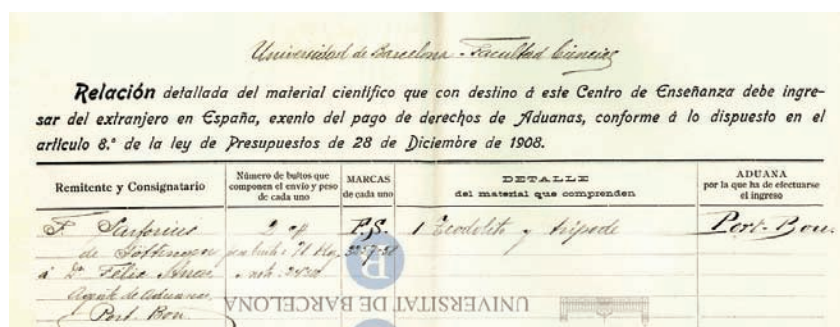 Universidad de Barcelona - Facultad Ciencias
Relación detallada del material científico que con destino á este Centro de Enseñanza debe ingre-
sar del extranjero en España, exento del pago de derechos de Aduanas, conforme á lo dispuesto en el
artículo 8.º de la ley de Presupuestos de 28 de Diciembre de 1908.
Remitente y Consignatario
Número de bultos que
componen el envío y peso
de cada uno
MARCAS
de cada uno
DETALLE
del material que comprenden
ADUANA
por la que ha de efectuarse
el ingreso
F. Sartorius
de Göttingen
á Dn Félix
Agente de Aduanas
Port Bou
2
F.S.
1 Teodolito y trípode
Port-Bou.
UNIVERSITAT DE BARCELONA
B